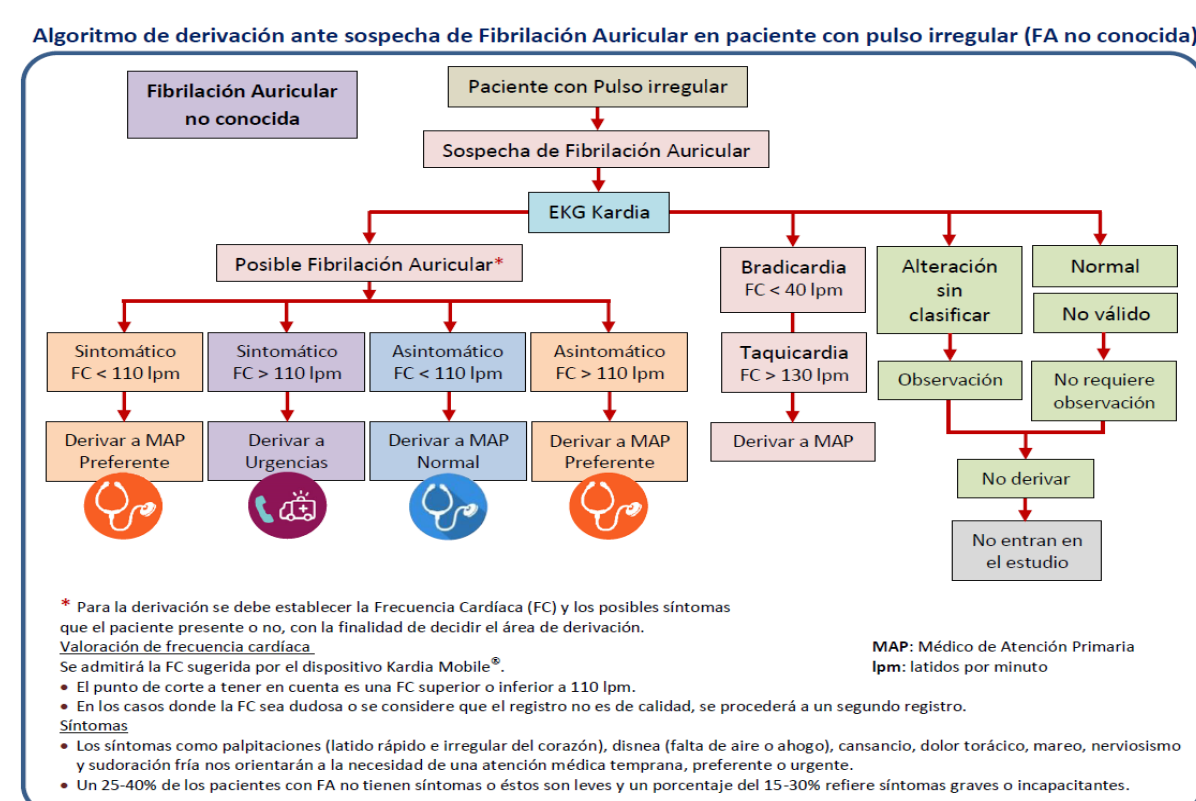 Algoritmo de derivación ante sospecha de Fibrilación Auricular en paciente con pulso irregular (FA no conocida)
Fibrilación Auricular
no conocida
Paciente con Pulso irregular
Sospecha de Fibrilación Auricular
EKG Kardia
Posible Fibrilación Auricular*
Bradicardia
FC < 40 lpm
Alteración
sin
clasificar
Normal
No válido
Sintomático
FC < 110 lpm
Sintomático
FC > 110 lpm
Asintomático
FC < 110 lpm
Asintomático
FC > 110 lpm
Taquicardia
FC > 130 lpm
Observación
No requiere
observación
Derivar a MAP
Preferente
Derivar a
Urgencias
Derivar a MAP
Normal
Derivar a MAP
Preferente
Derivar a MAP
No derivar
No entran en
el estudio
* Para la derivación se debe establecer la Frecuencia Cardíaca (FC) y los posibles síntomas
que el paciente presente o no, con la finalidad de decidir el área de derivación.
Valoración de frecuencia cardíaca
Se admitirá la FC sugerida por el dispositivo Kardia Mobile®.
• El punto de corte a tener en cuenta es una FC superior o inferior a 110 lpm.
• En los casos donde la FC sea dudosa o se considere que el registro no es de calidad, se procederá a un segundo registro.
MAP: Médico de Atención Primaria
lpm: latidos por minuto
Síntomas
• Los síntomas como palpitaciones (latido rápido e irregular del corazón), disnea (falta de aire o ahogo), cansancio, dolor torácico, mareo, nerviosismo
y sudoración fría nos orientarán a la necesidad de una atención médica temprana, preferente o urgente.
• Un 25-40% de los pacientes con FA no tienen síntomas o éstos son leves y un porcentaje del 15-30% refiere síntomas graves o incapacitantes.